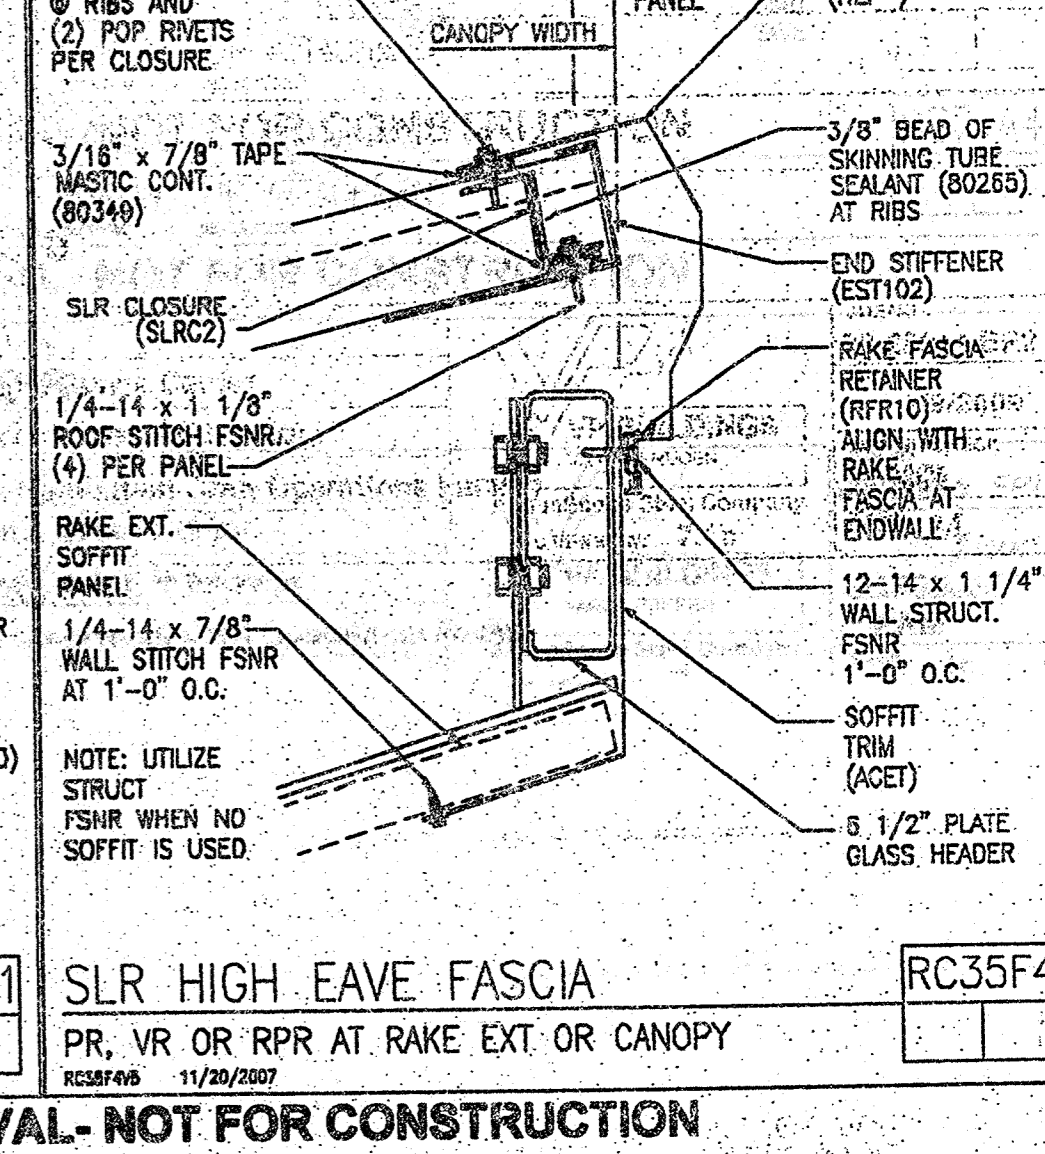 @ RIBS AND
(2) POP RIVETS
PER CLOSURE
CANOPY WIDTH
PANEL
3/16" x 7/8" TAPE
MASTIC CONT.
(80349)
3/8" BEAD OF
SKINNING TUBE
SEALANT (80265)
AT RIBS
END STIFFENER
(EST102)
SLR CLOSURE
(SLRC2)
RAKE FASCIA
RETAINER
(RFR10)
ALIGN WITH
RAKE
FASCIA AT
ENDWALL
1/4-14 x 1 1/8"
ROOF STITCH FSNR
(4) PER PANEL
RAKE EXT.
SOFFIT
PANEL
12-14 x 1 1/4"
WALL STRUCT.
FSNR
1'-0" O.C.
1/4-14 x 7/8"
WALL STITCH FSNR
AT 1'-0" O.C.
SOFFIT
TRIM
(ACET)
NOTE: UTILIZE
STRUCT
FSNR WHEN NO
SOFFIT IS USED
1/2" PLATE
GLASS HEADER
SLR HIGH EAVE FASCIA
RC35F4
PR, VR OR RPR AT RAKE EXT OR CANOPY
11/20/2007
VAL- NOT FOR CONSTRUCTION